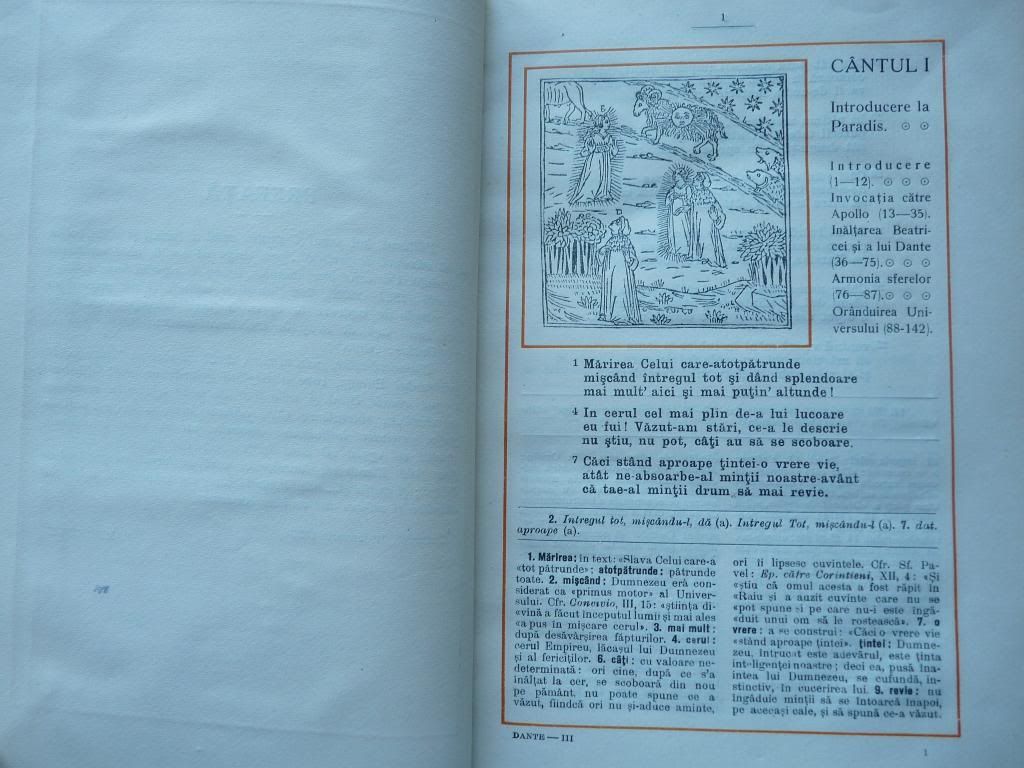 1
CÂNTUL I
Introducere la
Paradis.
Introducere
(1—12).
Invocația către
Apollo (13—35).
Inălțarea Beatri-
cei și a lui Dante
(36—75).
Armonia sferelor
(76—87).
Orânduirea Uni-
versului (88-142).
1 Mărirea Celui care-atotpătrunde
mișcând întregul tot și dând splendoare
mai mult' aici și mai puțin' altunde!
4 In cerul cel mai plin de-a lui lucoare
eu fui! Văzut-am stări, ce-a le descrie
nu știu, nu pot, câți au să se scoboare.
7 Căci stând aproape țintei-o vrere vie,
atât ne-absoarbe-al minții noastre-avânt
că tae-al minții drum să mai revie.
2. Intregul tot, mișcându-l, dă (a). Intregul Tot, mișcându-l (a). 7. dat.
aproape (a).
1. Mărirea: în text: «Slava Celui care-a
«tot pătrunde»; atotpătrunde: pătrunde
toate. 2. mișcând: Dumnezeu eră con-
siderat ca «primus motor» al Univer-
sului. Cfr. Convivio, III, 15: «știința di-
«vină a făcut începutul lumii și mai ales
«a pus în mișcare cerul». 3. mai mult:
după desăvârșirea făpturilor. 4. cerul:
cerul Empireu, lăcașul lui Dumnezeu
și al fericiților. 6. câți: cu valoare ne-
determinată: ori cine, după ce s'a
înălțat la cer, se scoboară din nou
pe pământ, nu poate spune ce a
văzut, fiindcă ori nu și-aduce aminte,
ori îi lipsesc cuvintele. Cfr. Sf. Pa-
vel: Ep. către Corintieni, XII, 4: «Și
«știu că omul acesta a fost răpit în
«Raiu și a auzit cuvinte care nu se
«pot spune și pe care nu-i este îngă-
«duit unui om să le rostească». 7. o
vrere: a se construi: «Căci o vrere vie
«stând aproape țintei». țintei: Dumne-
zeu, întrucât este adevărul, este ținta
inteligenței noastre; deci ea, pusă îna-
intea lui Dumnezeu, se cufundă, in-
stinctiv, în cucerirea lui. 9. revie: nu
îngăduie minții să se întoarcă înapoi,
pe aceeași cale, și să spună ce-a văzut.
DANTE — III
1